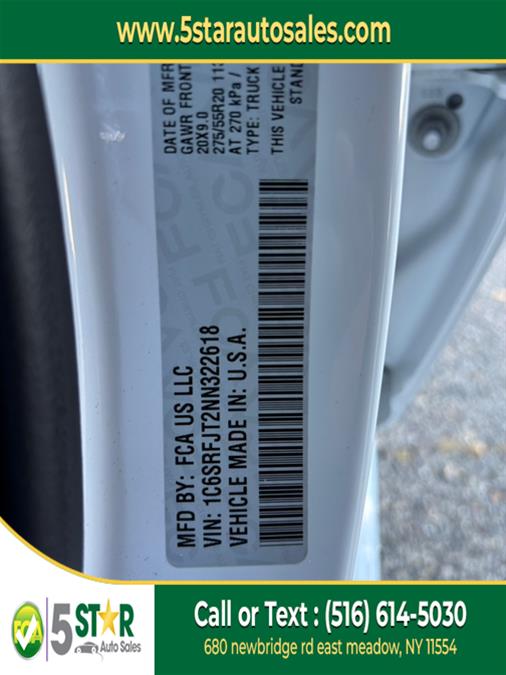 www.5starautosales.com
DATE OF MFR
GAWR FRONT
20X9.0
275/55R20 113
AT 270 kPa /
TYPE: TRUCK
THIS VEHICLE
STAND
MFD BY: FCA US LLC
VIN: 1C6SRFJT2NN322618
VEHICLE MADE IN: U.S.A.
FCA
5 STAR
Auto Sales
Call or Text : (516) 614-5030
680 newbridge rd east meadow, NY 11554